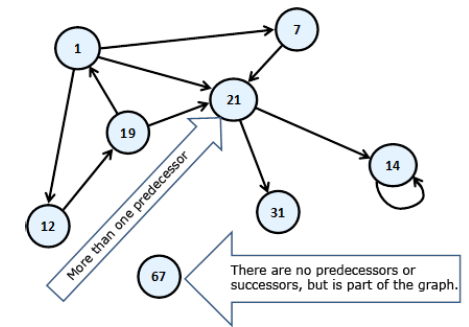 7
1
21
19
14
More than one predecessor
31
12
67
There are no predecessors or
successors, but is part of the graph.